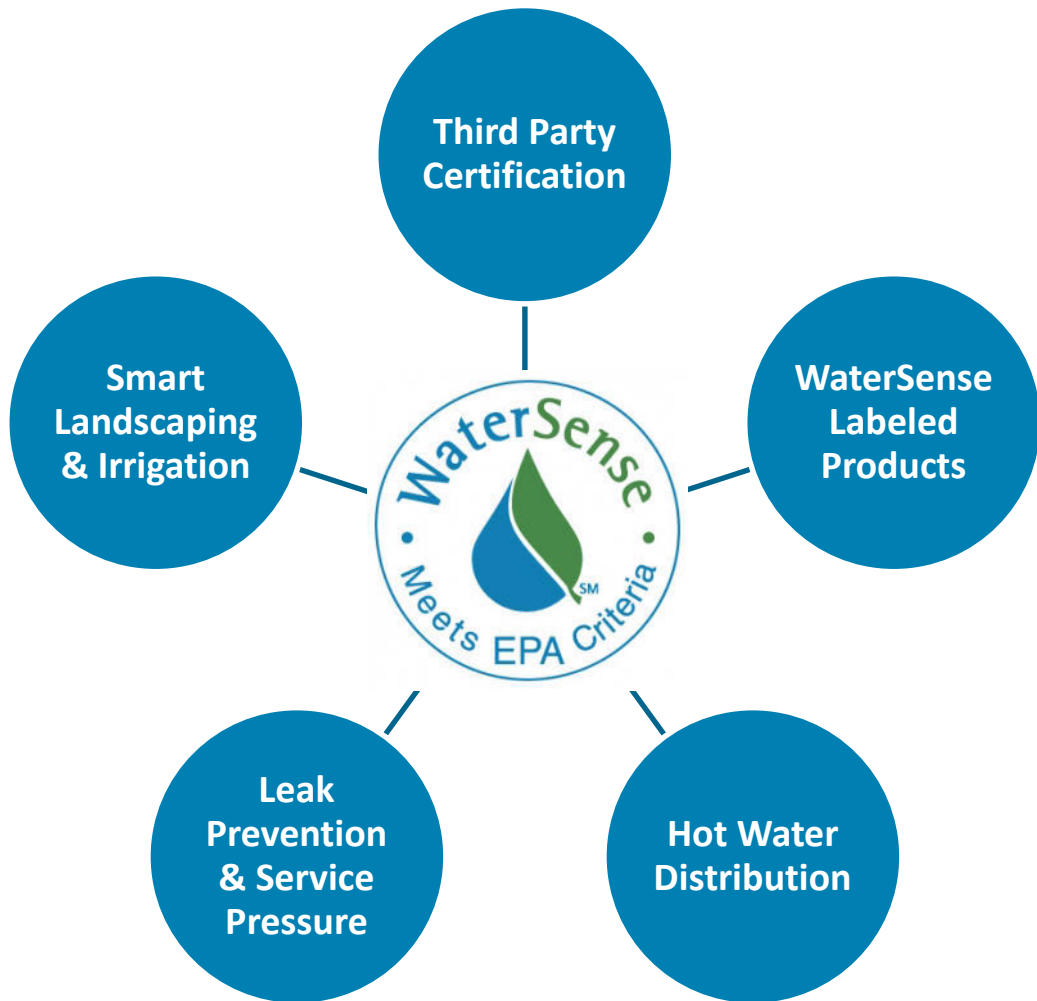 Third Party
Certification
Smart
Landscaping
& Irrigation
WaterSense
Labeled
Products
WaterSense
SM
• Meets EPA Criteria •
Leak
Prevention
& Service
Pressure
Hot Water
Distribution